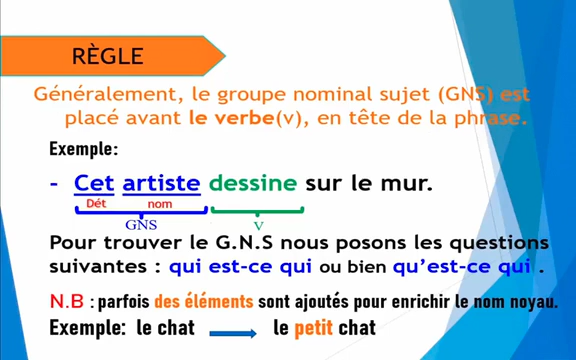 RÈGLE
Généralement, le groupe nominal sujet (GNS) est
placé avant le verbe(v), en tête de la phrase.
Exemple:
- Cet artiste dessine sur le mur.
Dét nom
GNS V
Pour trouver le G.N.S nous posons les questions
suivantes : qui est-ce qui ou bien qu'est-ce qui .
N.B : parfois des éléments sont ajoutés pour enrichir le nom noyau.
Exemple: le chat le petit chat